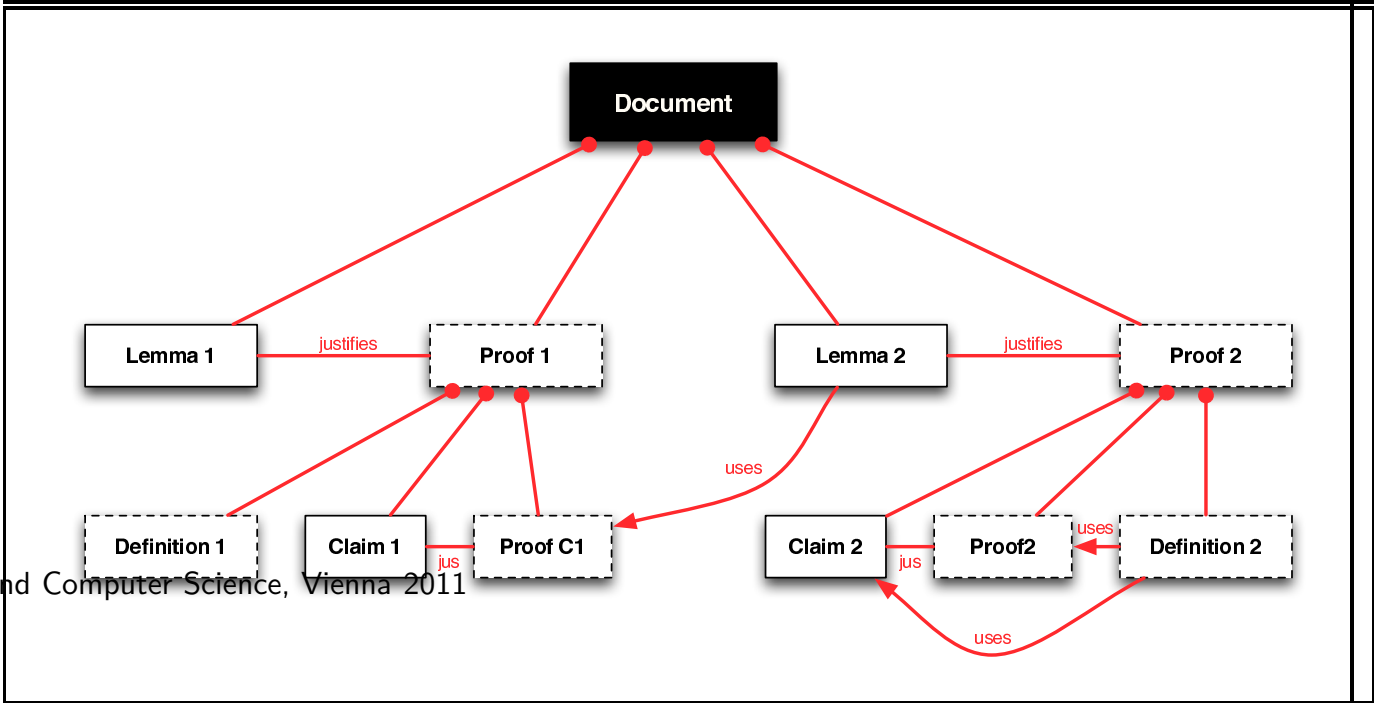 Document
justifies
justifies
Lemma 1
Proof 1
Lemma 2
Proof 2
uses
uses
Definition 1
Claim 1
Proof C1
Claim 2
Proof2
Definition 2
jus
jus
nd Computer Science, Vienna 2011
uses